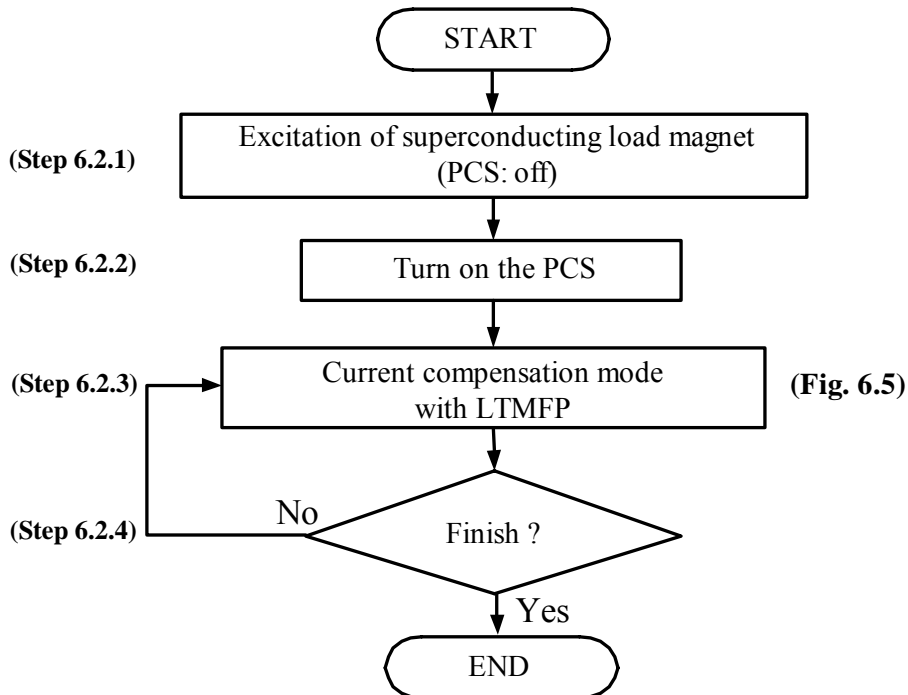 START
(Step 6.2.1)
Excitation of superconducting load magnet
(PCS: off)
(Step 6.2.2)
Turn on the PCS
(Step 6.2.3)
Current compensation mode
with LTMFP
(Fig. 6.5)
(Step 6.2.4)
No
Finish ?
Yes
END